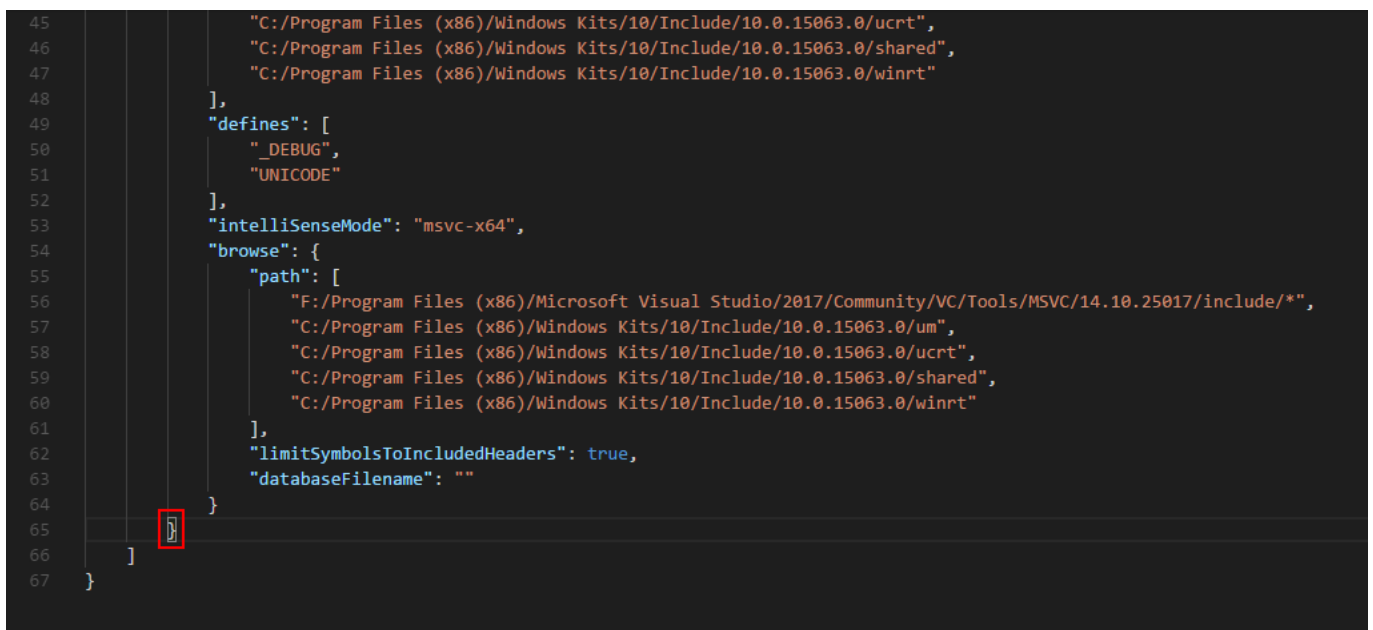 45 "C:/Program Files (x86)/Windows Kits/10/Include/10.0.15063.0/ucrt",
46 "C:/Program Files (x86)/Windows Kits/10/Include/10.0.15063.0/shared",
47 "C:/Program Files (x86)/Windows Kits/10/Include/10.0.15063.0/winrt"
48 ],
49 "defines": [
50 "_DEBUG",
51 "UNICODE"
52 ],
53 "intelliSenseMode": "msvc-x64",
54 "browse": {
55 "path": [
56 "F:/Program Files (x86)/Microsoft Visual Studio/2017/Community/VC/Tools/MSVC/14.10.25017/include/*",
57 "C:/Program Files (x86)/Windows Kits/10/Include/10.0.15063.0/um",
58 "C:/Program Files (x86)/Windows Kits/10/Include/10.0.15063.0/ucrt",
59 "C:/Program Files (x86)/Windows Kits/10/Include/10.0.15063.0/shared",
60 "C:/Program Files (x86)/Windows Kits/10/Include/10.0.15063.0/winrt"
61 ],
62 "limitSymbolsToIncludedHeaders": true,
63 "databaseFilename": ""
64 }
65 }
66 ]
67 }